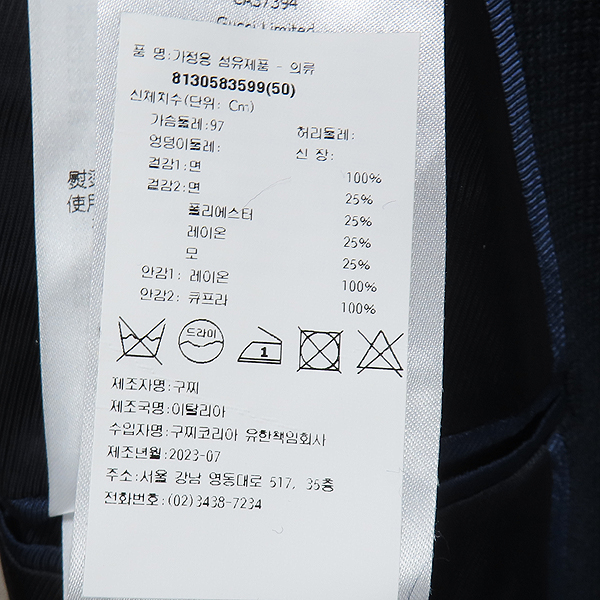 CA37394
Gucci Limited
품 명:가정용 섬유제품 - 의류
8130583599(50)
신체치수(단위: Cm)
가슴둘레:97 허리둘레:
엉덩이둘레: 신 장:
겉감1:면 100%
겉감2:면 25%
폴리에스터 25%
레이온 25%
모 25%
안감1: 레이온 100%
안감2: 큐프라 100%
드라이
1
제조자명:구찌
제조국명:이탈리아
수입자명:구찌코리아 유한책임회사
제조년월:2023-07
주소:서울 강남 영동대로 517, 35층
전화번호:(02)3438-7234
使用